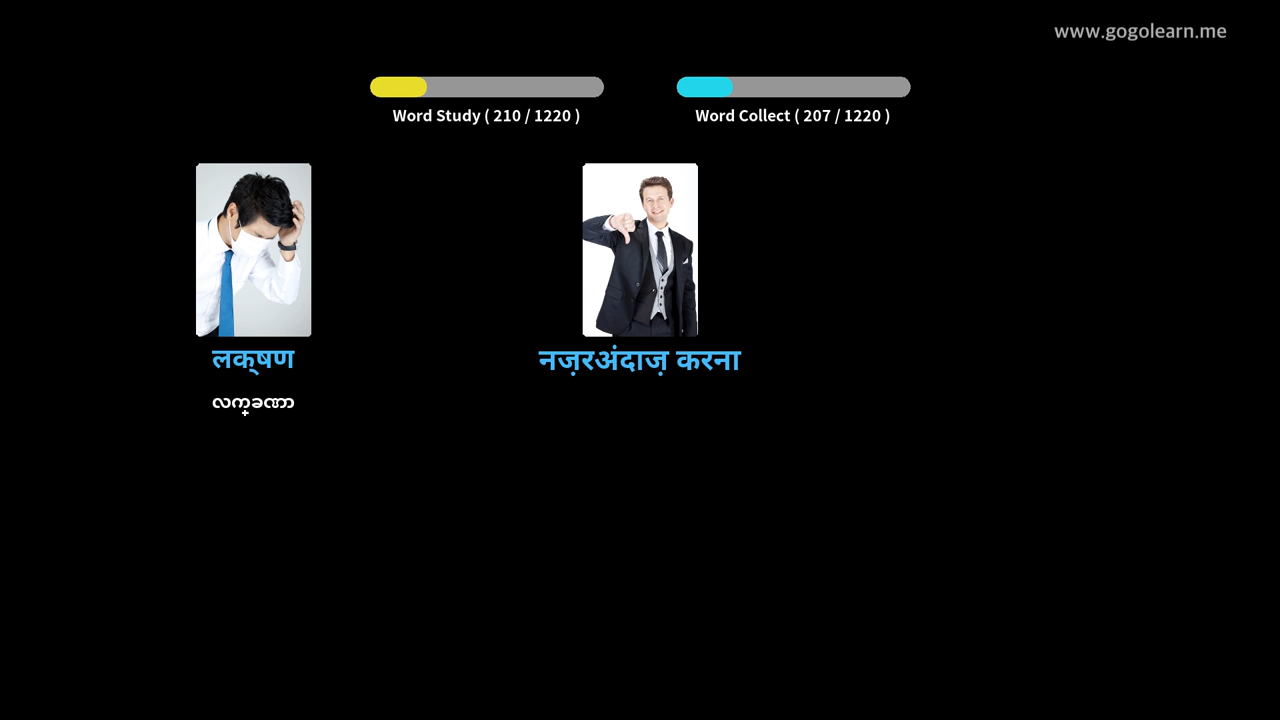 www.gogolearn.me
Word Study ( 210 / 1220 )
Word Collect ( 207 / 1220 )
लक्षण
लက္ခဏာ
नज़रअंदाज़ करना